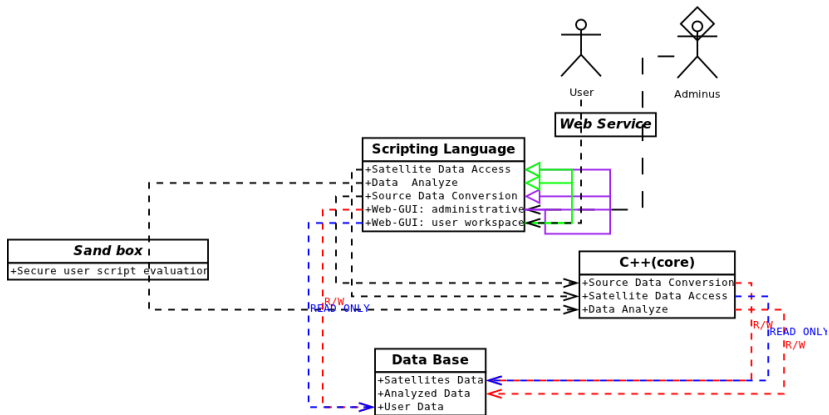 User
Adminus
Web Service
Scripting Language
+Satellite Data Access
+Data  Analyze
+Source Data Conversion
+Web-GUI: administrative
+Web-GUI: user workspace
Sand box
+Secure user script evaluation
C++(core)
+Source Data Conversion
+Satellite Data Access
+Data Analyze
R/W
READ ONLY
R/W
READ ONLY
R/W
Data Base
+Satellites Data
+Analyzed Data
+User Data